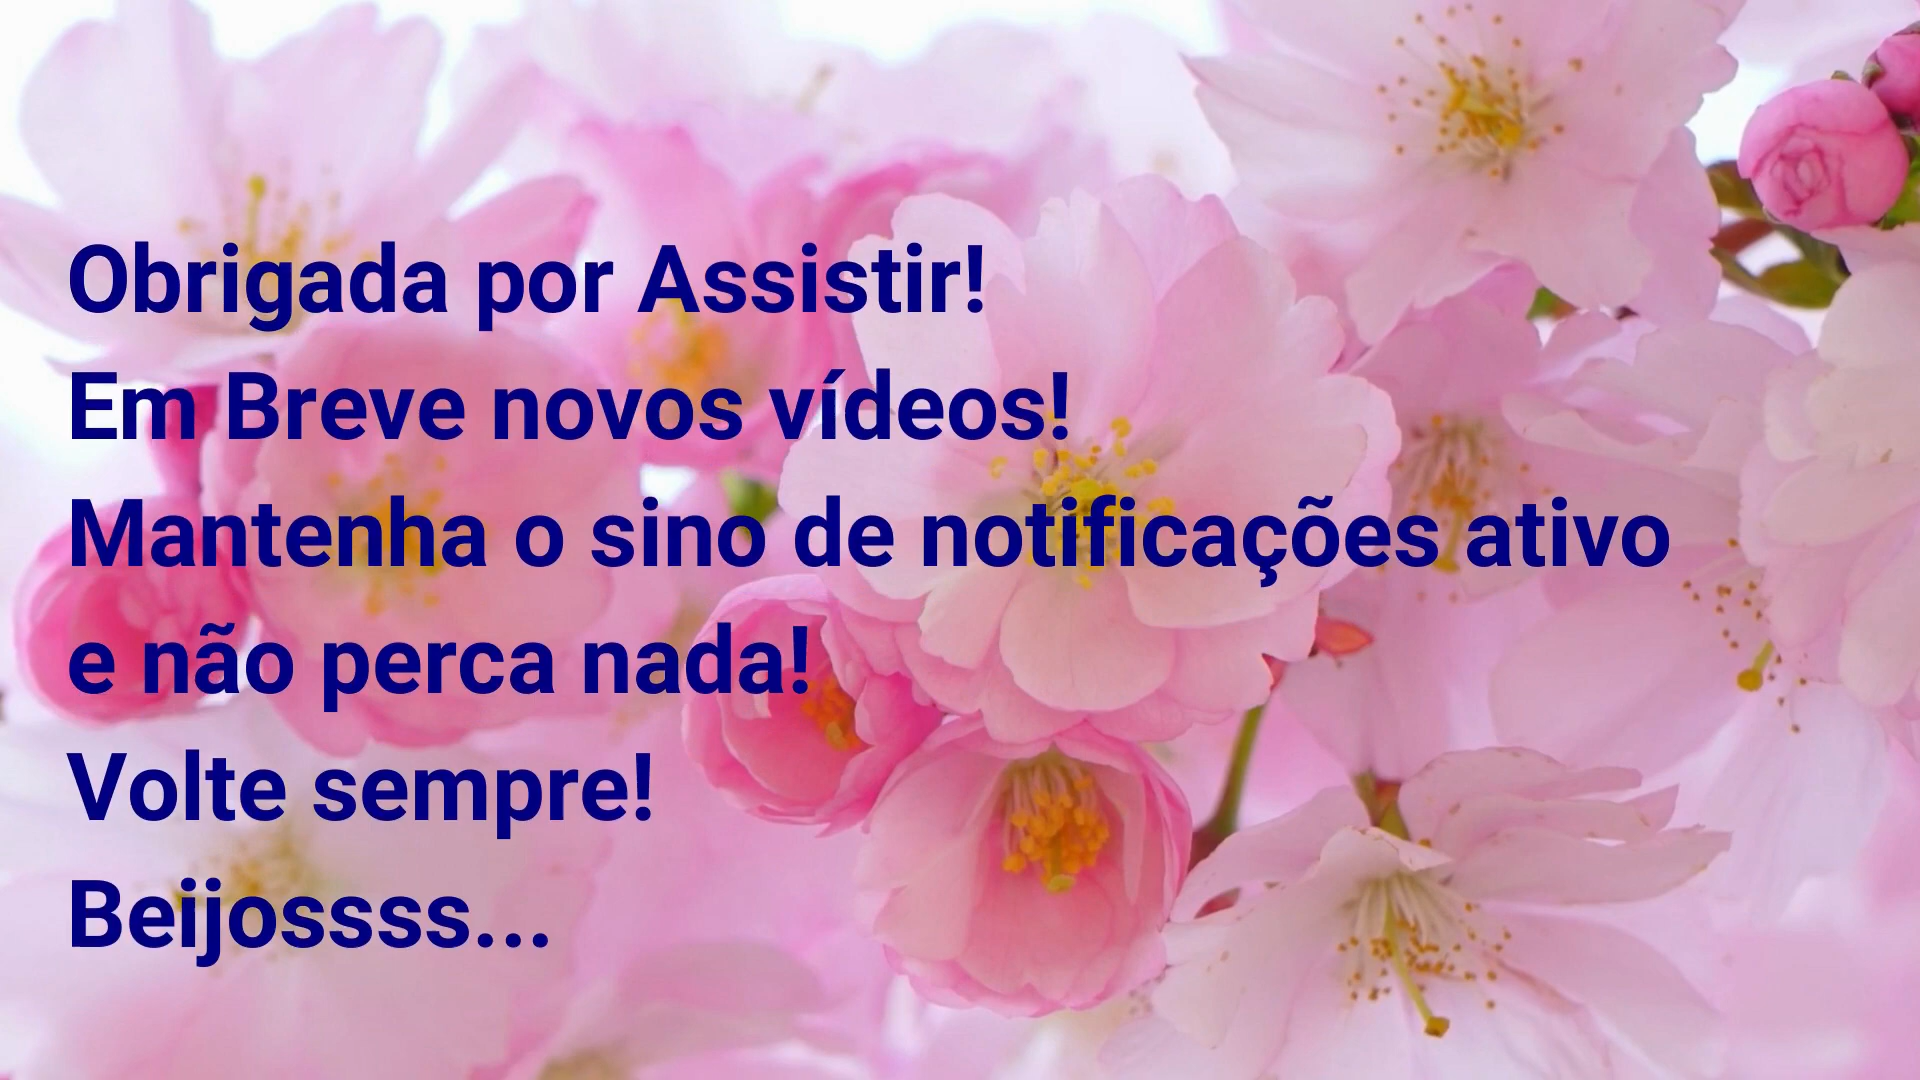 Obrigada por Assistir!
Em Breve novos vídeos!
Mantenha o sino de notificações ativo
e não perca nada!
Volte sempre!
Beijossss...